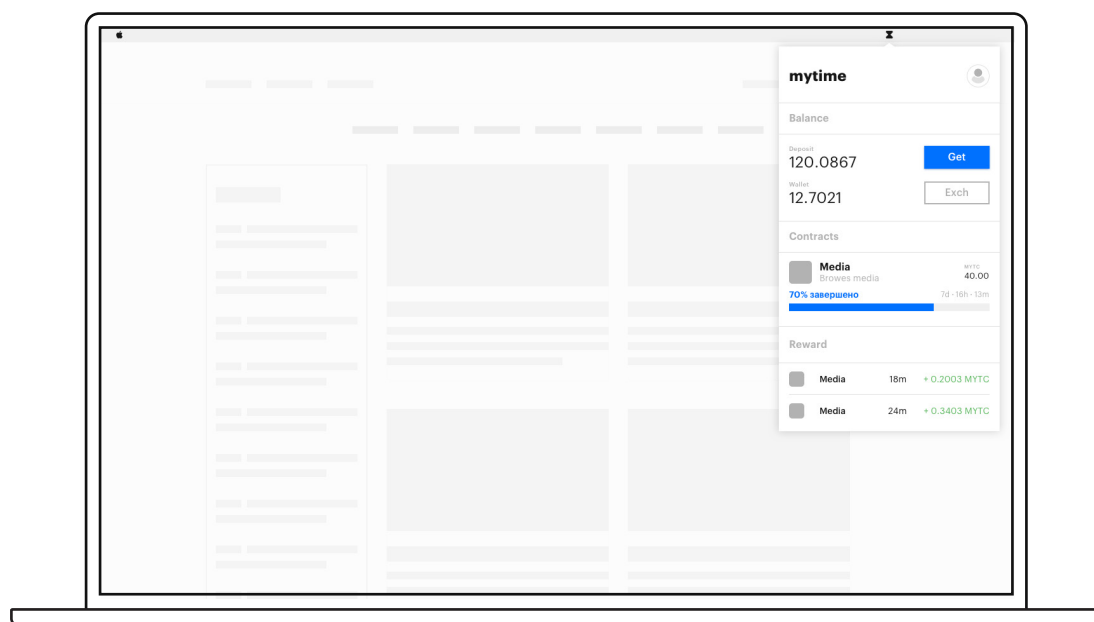 mytime
Balance
Deposit
120.0867
Get
Wallet
12.7021
Exch
Contracts
Media
Browes media
MYTC
40.00
70% завершено
7d - 16h - 13m
Reward
Media 18m + 0.2003 MYTC
Media 24m + 0.3403 MYTC